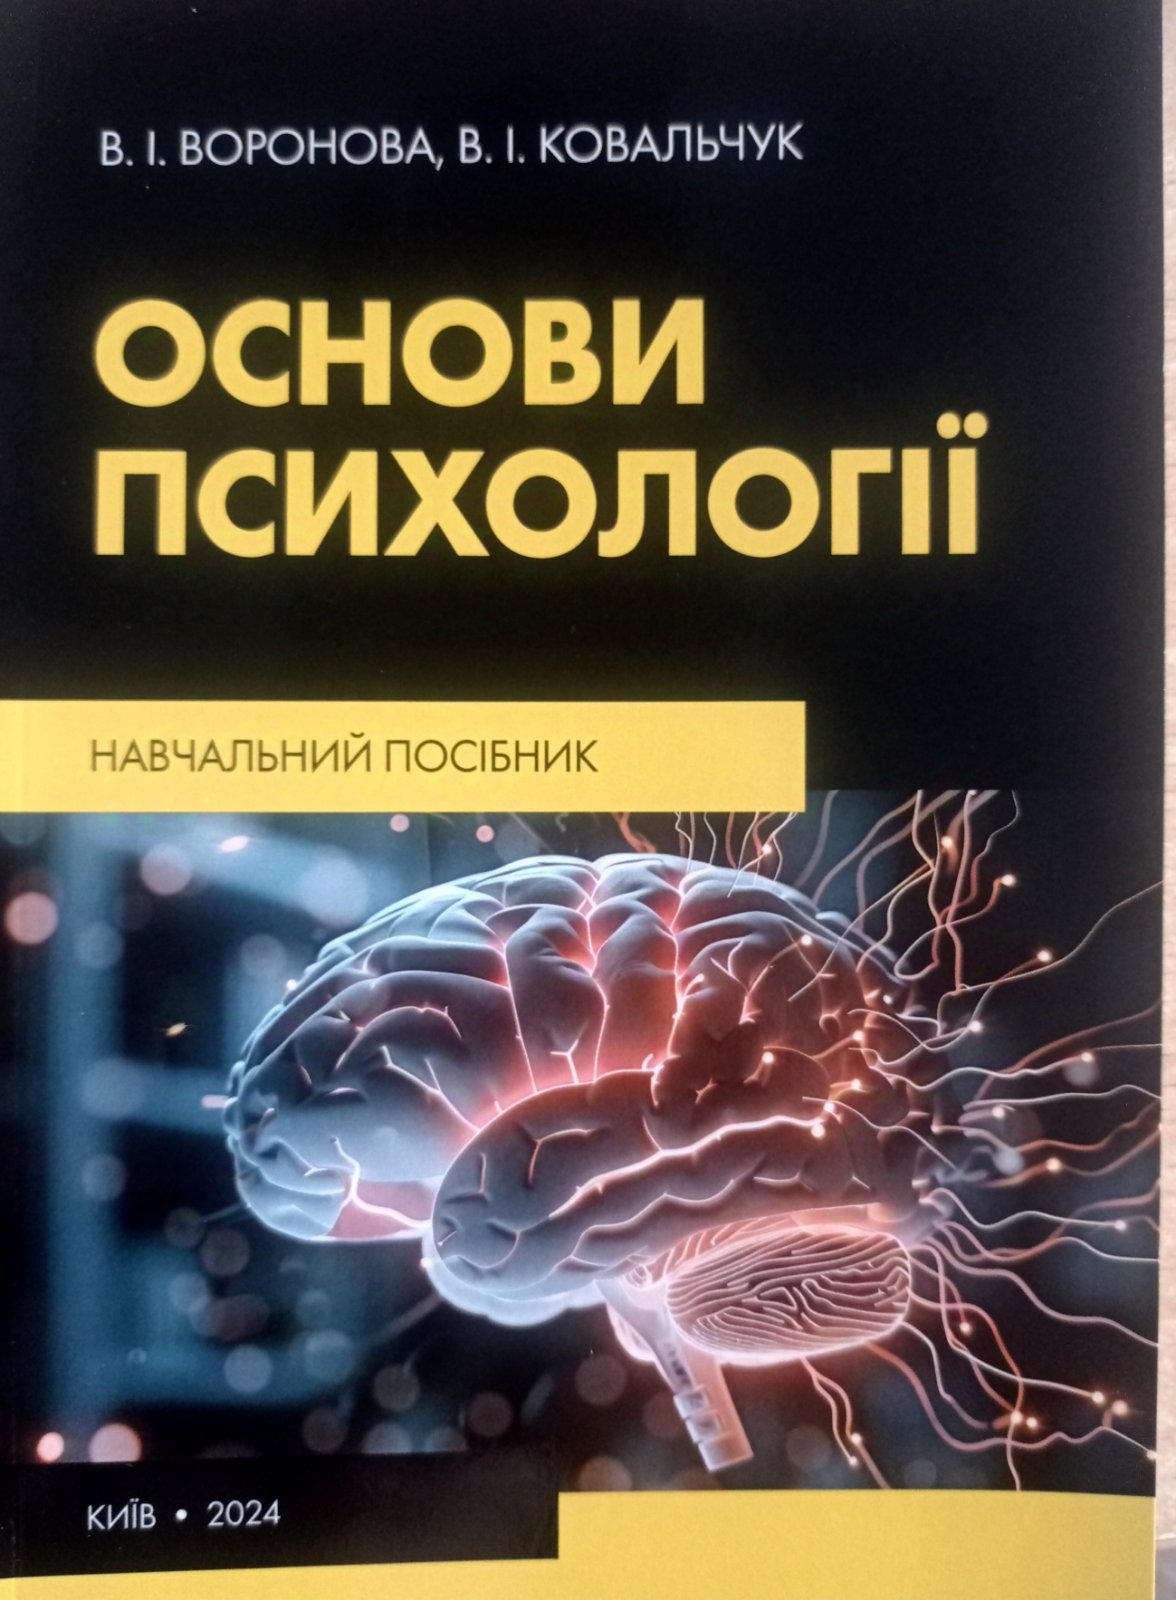 В. І. ВОРОНОВА, В. І. КОВАЛЬЧУК
ОСНОВИ
ПСИХОЛОГІЇ
НАВЧАЛЬНИЙ ПОСІБНИК
КИЇВ • 2024